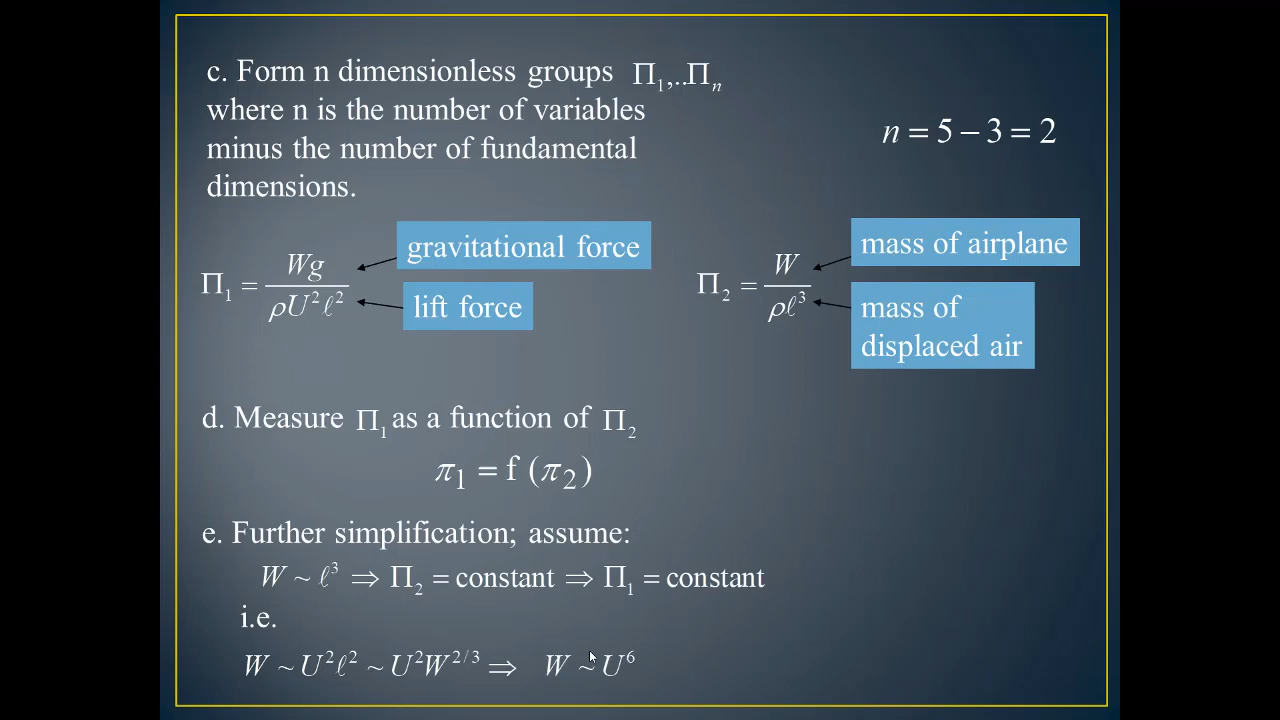 c. Form n dimensionless groups Π₁,..Πₙ
where n is the number of variables
minus the number of fundamental
dimensions.
n = 5 − 3 = 2
Π₁ = Wg / ρU²ℓ²
gravitational force
lift force
Π₂ = W / ρℓ³
mass of airplane
mass of
displaced air
d. Measure Π₁ as a function of Π₂
π₁ = f (π₂)
e. Further simplification; assume:
W ~ ℓ³ ⇒ Π₂ = constant ⇒ Π₁ = constant
i.e.
W ~ U²ℓ² ~ U²W^2/3 ⇒ W ~ U⁶